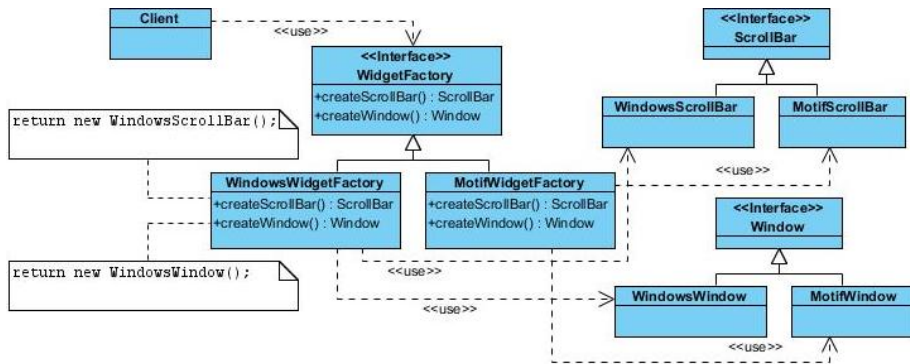 Client
<<use>>
<<Interface>>
WidgetFactory
+createScrollBar() : ScrollBar
+createWindow() : Window
<<Interface>>
ScrollBar
WindowsScrollBar
MotifScrollBar
return new WindowsScrollBar();
<<use>>
WindowsWidgetFactory
+createScrollBar() : ScrollBar
+createWindow() : Window
MotifWidgetFactory
+createScrollBar() : ScrollBar
+createWindow() : Window
<<Interface>>
Window
return new WindowsWindow();
<<use>>
WindowsWindow
MotifWindow
<<use>>
<<use>>